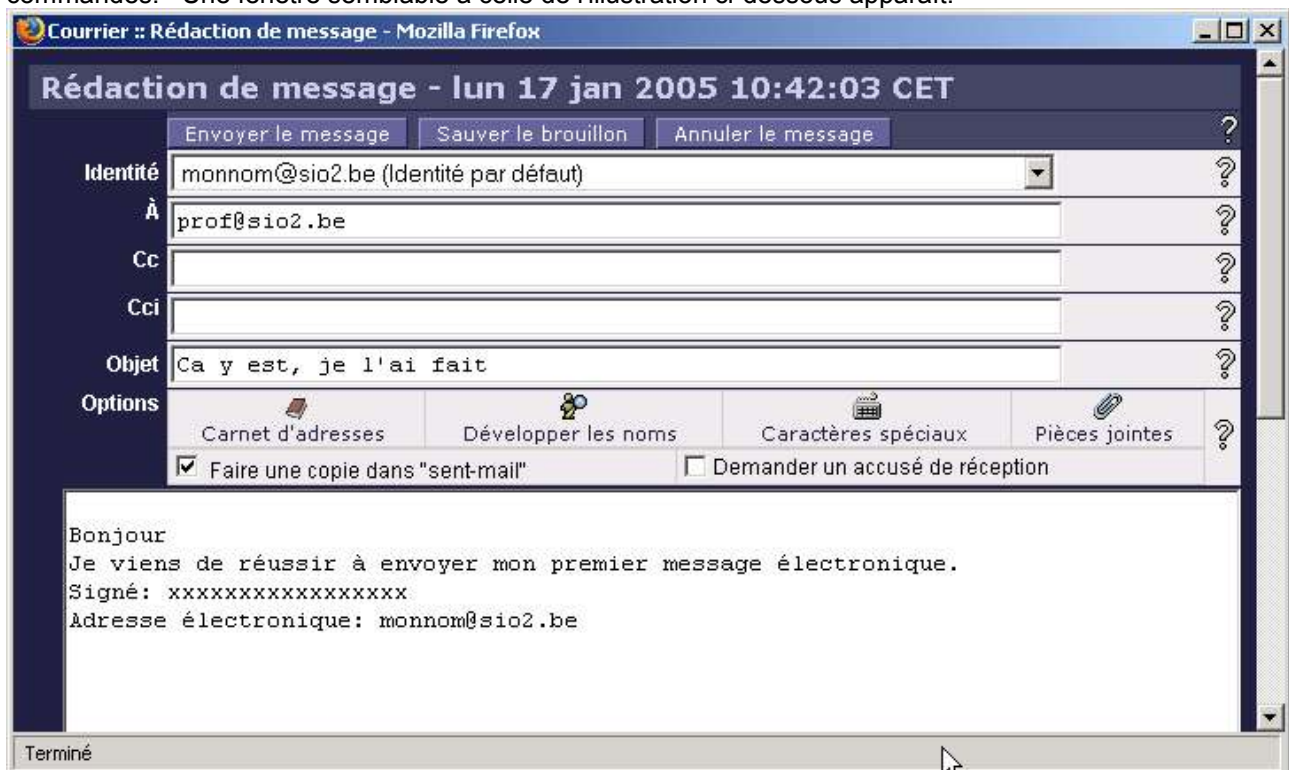 commandes. Une fenêtre semblable à celle de l'illustration ci-dessous apparaît.
Courrier :: Rédaction de message - Mozilla Firefox
Rédaction de message - lun 17 jan 2005 10:42:03 CET
Envoyer le message Sauver le brouillon Annuler le message ?
Identité monnom@sio2.be (Identité par défaut) ?
À prof@sio2.be ?
Cc ?
Cci ?
Objet Ca y est, je l'ai fait ?
Options Carnet d'adresses Développer les noms Caractères spéciaux Pièces jointes ?
Faire une copie dans "sent-mail" Demander un accusé de réception
Bonjour
Je viens de réussir à envoyer mon premier message électronique.
Signé: xxxxxxxxxxxxxxxxx
Adresse électronique: monnom@sio2.be
Terminé